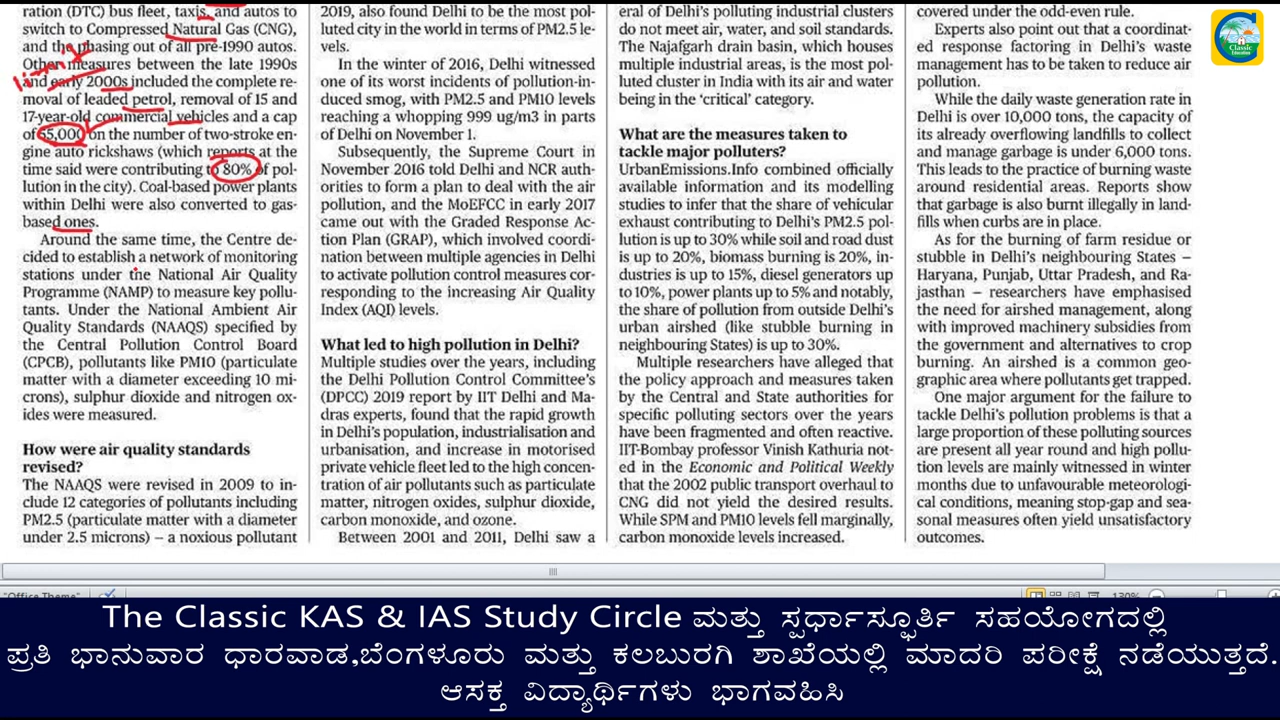 ration (DTC) bus fleet, taxis, and autos to
switch to Compressed Natural Gas (CNG),
and the phasing out of all pre-1990 autos.
Other measures between the late 1990s
and early 2000s included the complete re-
moval of leaded petrol, removal of 15 and
17-year-old commercial vehicles and a cap
of 55,000 on the number of two-stroke en-
gine auto rickshaws (which reports at the
time said were contributing to 80% of pol-
lution in the city). Coal-based power plants
within Delhi were also converted to gas-
based ones.
Around the same time, the Centre de-
cided to establish a network of monitoring
stations under the National Air Quality
Programme (NAMP) to measure key pollu-
tants. Under the National Ambient Air
Quality Standards (NAAQS) specified by
the Central Pollution Control Board
(CPCB), pollutants like PM10 (particulate
matter with a diameter exceeding 10 mi-
crons), sulphur dioxide and nitrogen ox-
ides were measured.
How were air quality standards
revised?
The NAAQS were revised in 2009 to in-
clude 12 categories of pollutants including
PM2.5 (particulate matter with a diameter
under 2.5 microns) – a noxious pollutant
2019, also found Delhi to be the most pol-
luted city in the world in terms of PM2.5 le-
vels.
In the winter of 2016, Delhi witnessed
one of its worst incidents of pollution-in-
duced smog, with PM2.5 and PM10 levels
reaching a whopping 999 ug/m3 in parts
of Delhi on November 1.
Subsequently, the Supreme Court in
November 2016 told Delhi and NCR auth-
orities to form a plan to deal with the air
pollution, and the MoEFCC in early 2017
came out with the Graded Response Ac-
tion Plan (GRAP), which involved coordi-
nation between multiple agencies in Delhi
to activate pollution control measures cor-
responding to the increasing Air Quality
Index (AQI) levels.
What led to high pollution in Delhi?
Multiple studies over the years, including
the Delhi Pollution Control Committee's
(DPCC) 2019 report by IIT Delhi and Ma-
dras experts, found that the rapid growth
in Delhi's population, industrialisation and
urbanisation, and increase in motorised
private vehicle fleet led to the high concen-
tration of air pollutants such as particulate
matter, nitrogen oxides, sulphur dioxide,
carbon monoxide, and ozone.
Between 2001 and 2011, Delhi saw a
eral of Delhi's polluting industrial clusters
do not meet air, water, and soil standards.
The Najafgarh drain basin, which houses
multiple industrial areas, is the most pol-
luted cluster in India with its air and water
being in the 'critical' category.
What are the measures taken to
tackle major polluters?
UrbanEmissions.Info combined officially
available information and its modelling
studies to infer that the share of vehicular
exhaust contributing to Delhi's PM2.5 pol-
lution is up to 30% while soil and road dust
is up to 20%, biomass burning is 20%, in-
dustries is up to 15%, diesel generators up
to 10%, power plants up to 5% and notably,
the share of pollution from outside Delhi's
urban airshed (like stubble burning in
neighbouring States) is up to 30%.
Multiple researchers have alleged that
the policy approach and measures taken
by the Central and State authorities for
specific polluting sectors over the years
have been fragmented and often reactive.
IIT-Bombay professor Vinish Kathuria not-
ed in the Economic and Political Weekly
that the 2002 public transport overhaul to
CNG did not yield the desired results.
While SPM and PM10 levels fell marginally,
carbon monoxide levels increased.
covered under the odd-even rule.
Experts also point out that a coordinat-
ed response factoring in Delhi's waste
management has to be taken to reduce air
pollution.
While the daily waste generation rate in
Delhi is over 10,000 tons, the capacity of
its already overflowing landfills to collect
and manage garbage is under 6,000 tons.
This leads to the practice of burning waste
around residential areas. Reports show
that garbage is also burnt illegally in land-
fills when curbs are in place.
As for the burning of farm residue or
stubble in Delhi's neighbouring States –
Haryana, Punjab, Uttar Pradesh, and Ra-
jasthan – researchers have emphasised
the need for airshed management, along
with improved machinery subsidies from
the government and alternatives to crop
burning. An airshed is a common geo-
graphic area where pollutants get trapped.
One major argument for the failure to
tackle Delhi's pollution problems is that a
large proportion of these polluting sources
are present all year round and high pollu-
tion levels are mainly witnessed in winter
months due to unfavourable meteorologi-
cal conditions, meaning stop-gap and sea-
sonal measures often yield unsatisfactory
outcomes.
Classic
Education
"Office Theme"
130%
The Classic KAS & IAS Study Circle ಮತ್ತು ಸ್ಪರ್ಧಾಸ್ಫೂರ್ತಿ ಸಹಯೋಗದಲ್ಲಿ
ಪ್ರತಿ ಭಾನುವಾರ ಧಾರವಾಡ,ಬೆಂಗಳೂರು ಮತ್ತು ಕಲಬುರಗಿ ಶಾಖೆಯಲ್ಲಿ ಮಾದರಿ ಪರೀಕ್ಷೆ ನಡೆಯುತ್ತದೆ.
ಆಸಕ್ತ ವಿದ್ಯಾರ್ಥಿಗಳು ಭಾಗವಹಿಸಿ